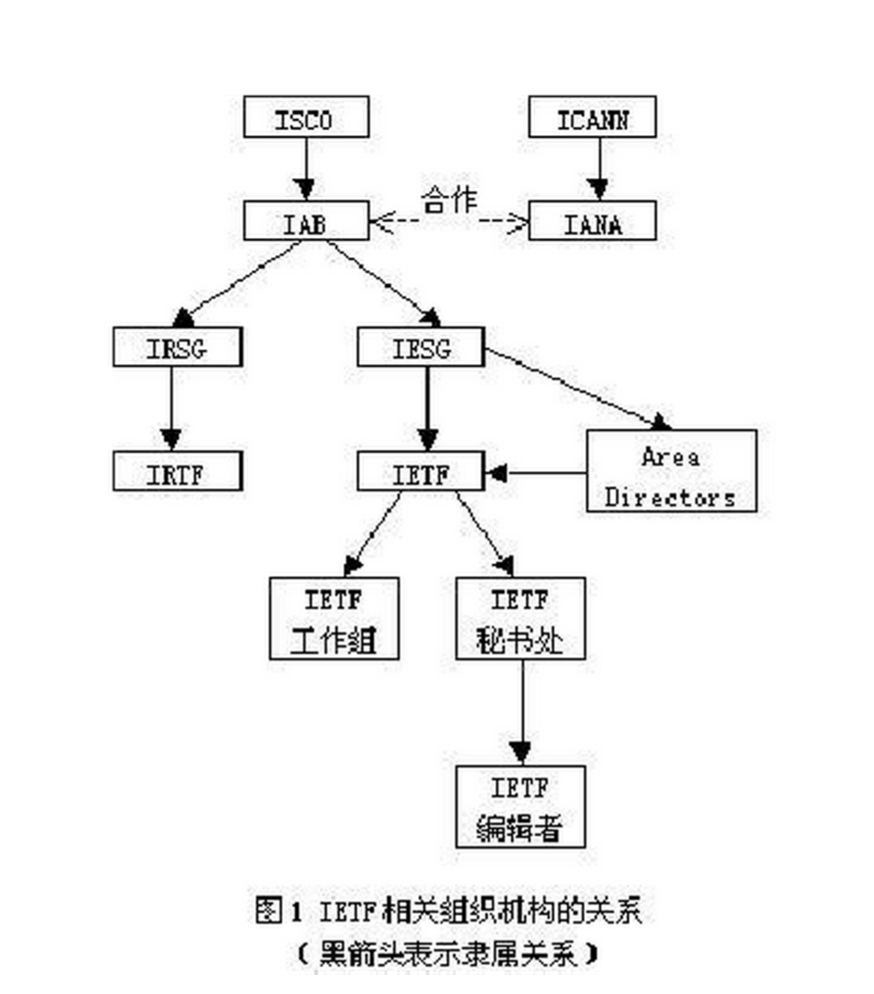 ISCO
ICANN
合作
IAB
IANA
IRSG
IESG
Area
Directors
IRTF
IETF
IETF
工作组
IETF
秘书处
IETF
编辑者
图1 IETF相关组织机构的关系
(黑箭头表示隶属关系)